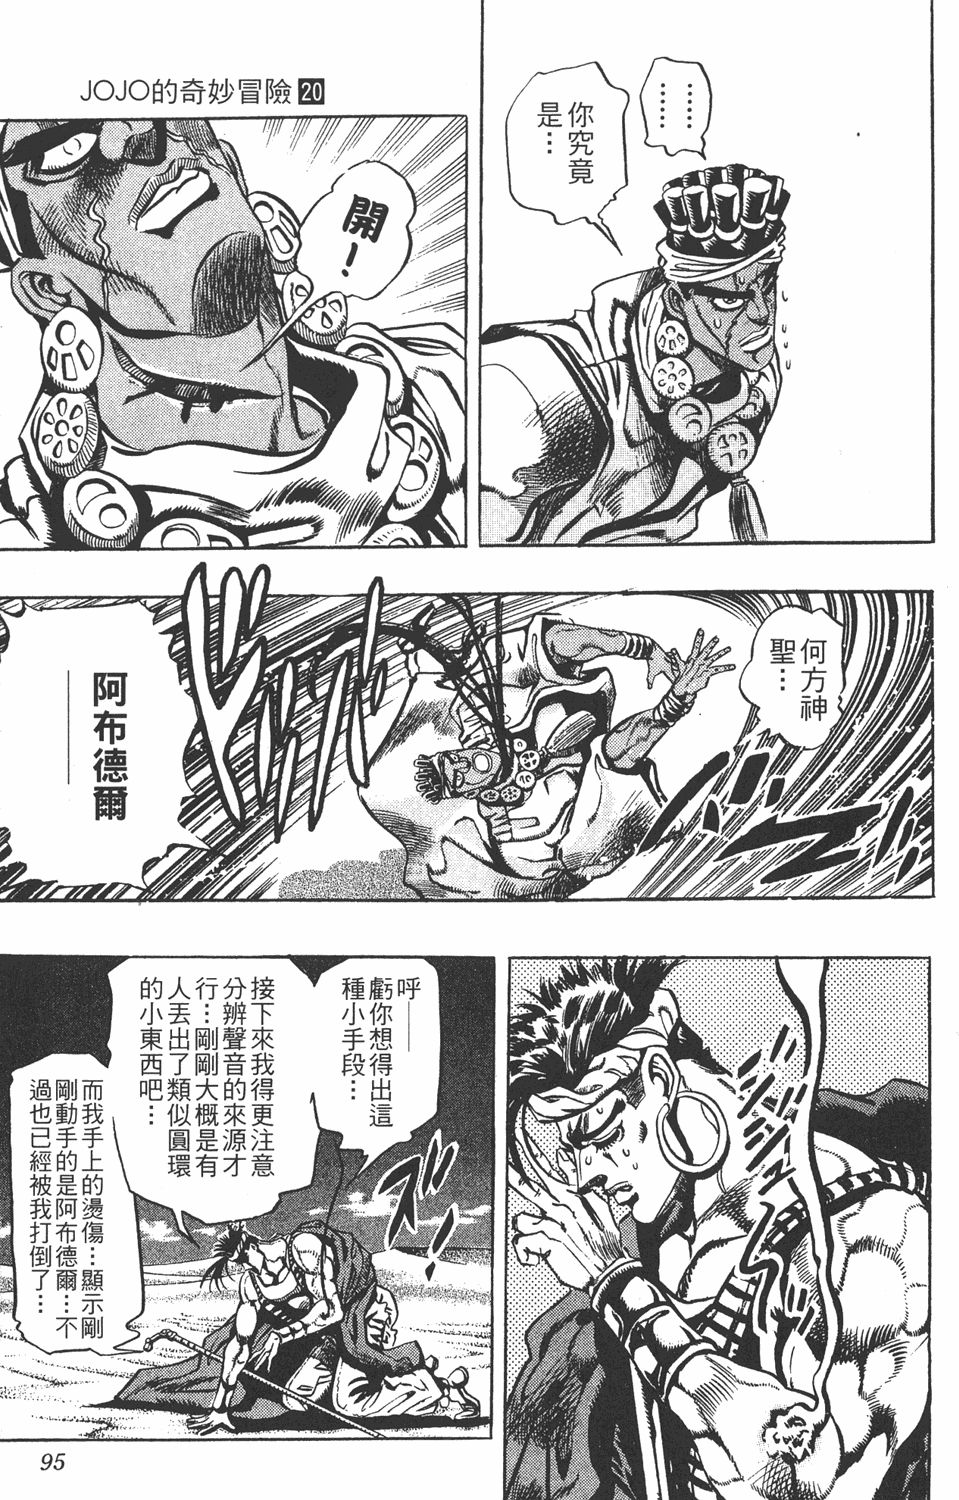 JOJO的奇妙冒險 20
……
……
你究竟
是…
開！
何方神
聖…
ドドドド
——阿布德爾——
呼——
虧你想得出這
種小手段…
接下來我得更注意
分辨聲音的來源才
行…剛剛大概是有
人丟出了類似圓環
的小東西吧…
而我手上的燙傷…顯示剛
剛動手的是阿布德爾…不
過也已經被我打倒了…
95